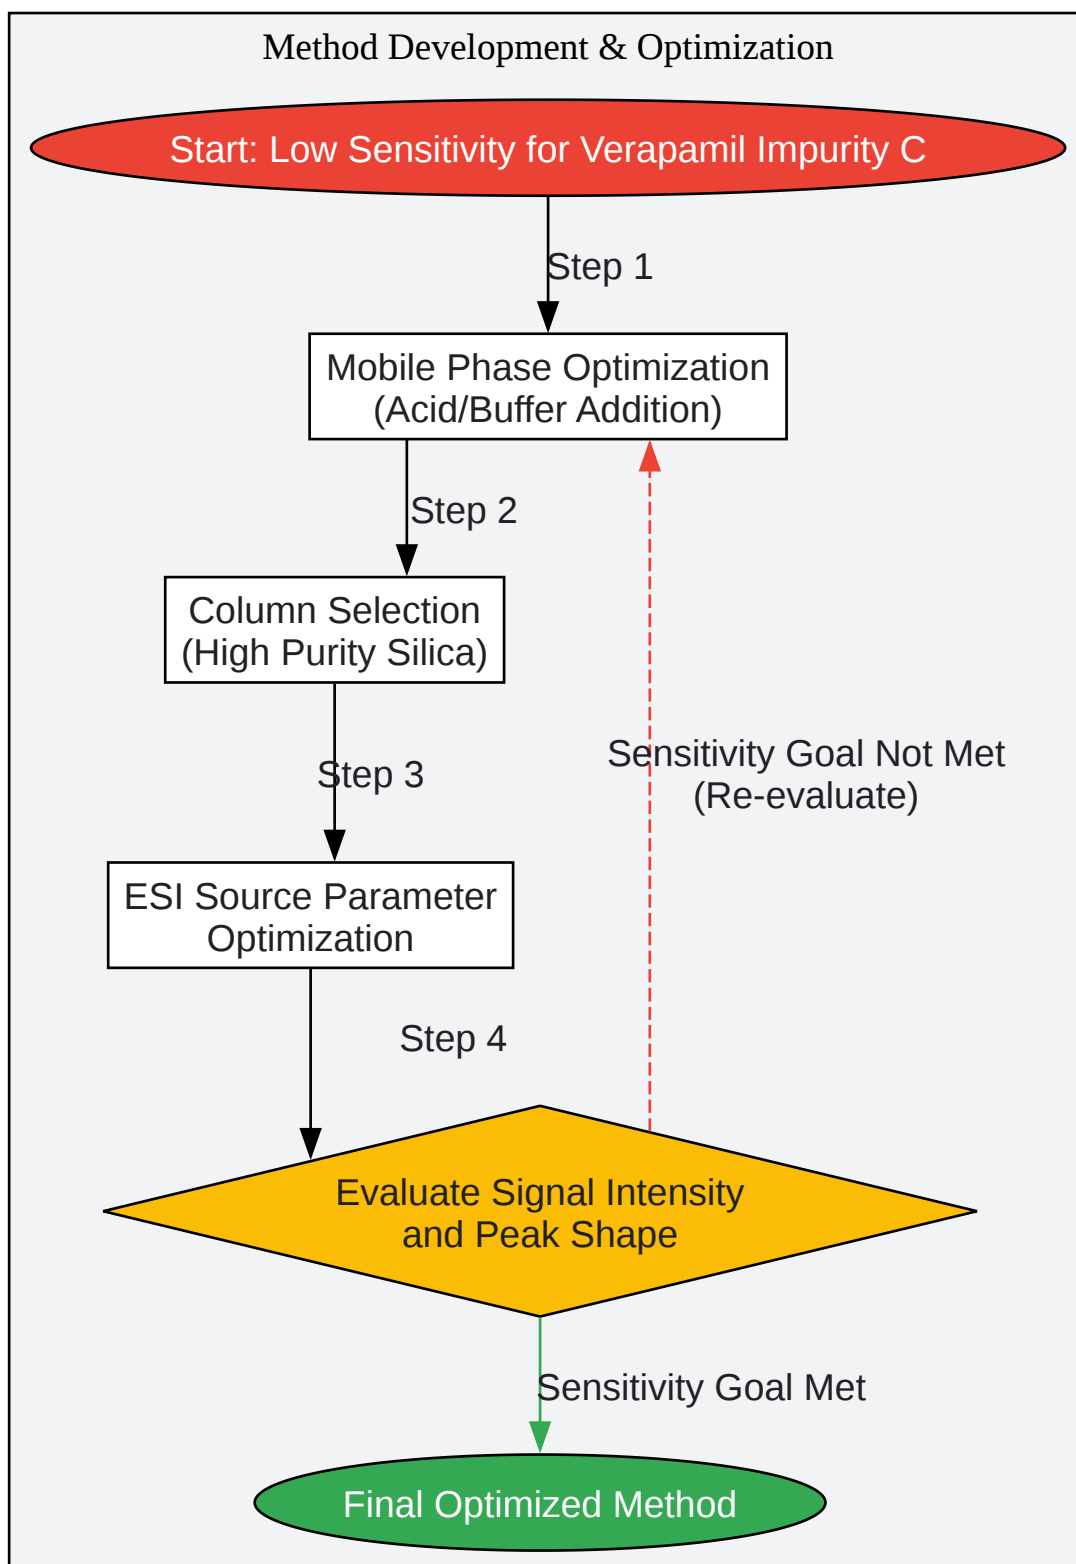 Method Development & Optimization
Start: Low Sensitivity for Verapamil Impurity C
Step 1
Mobile Phase Optimization
(Acid/Buffer Addition)
Step 2
Column Selection
(High Purity Silica)
Step 3
Sensitivity Goal Not Met
(Re-evaluate)
ESI Source Parameter
Optimization
Step 4
Evaluate Signal Intensity
and Peak Shape
Sensitivity Goal Met
Final Optimized Method